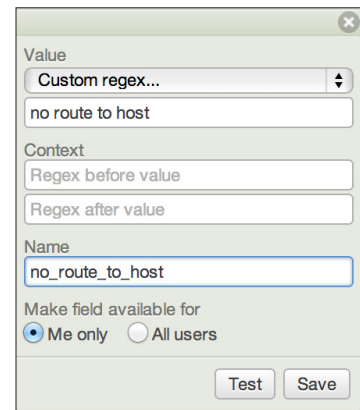 Value
Custom regex...
no route to host
Context
Regex before value
Regex after value
Name
no_route_to_host
Make field available for
Me only All users
Test Save